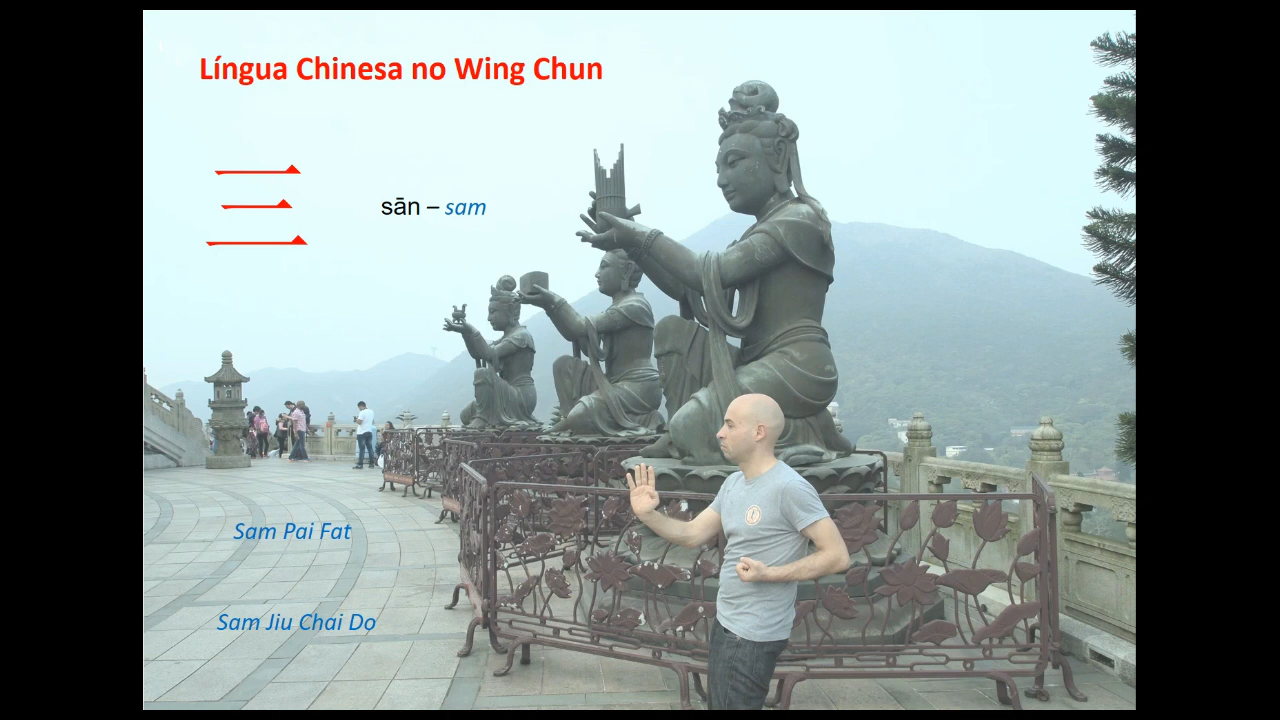 Língua Chinesa no Wing Chun
三
sān – sam
Sam Pai Fat
Sam Jiu Chai Do